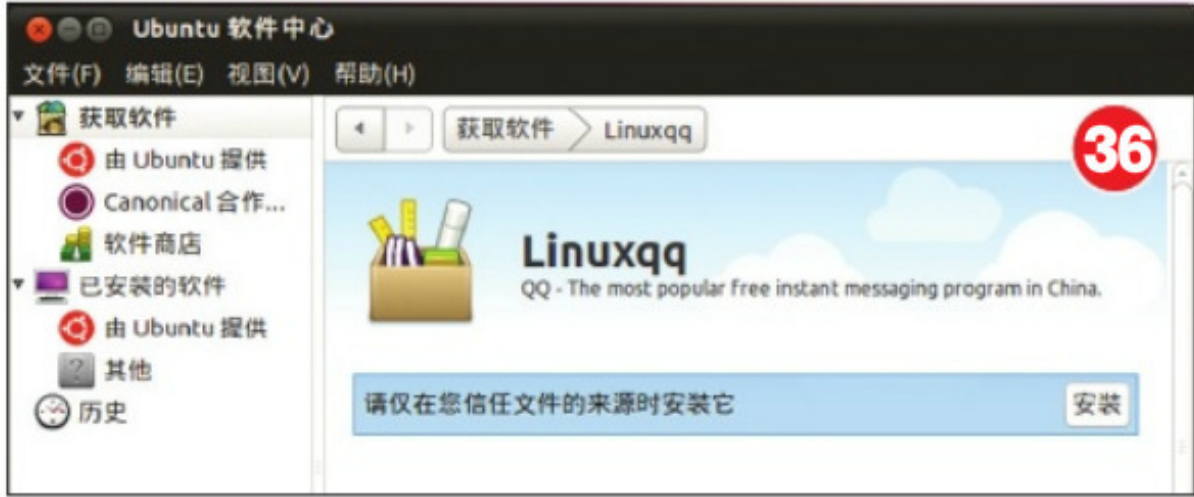 Ubuntu 软件中心
文件(F) 编辑(E) 视图(V) 帮助(H)
获取软件
由 Ubuntu 提供
Canonical 合作...
软件商店
已安装的软件
由 Ubuntu 提供
?
其他
历史
获取软件 Linuxqq
36
Linuxqq
QQ - The most popular free instant messaging program in China.
请仅在您信任文件的来源时安装它
安装